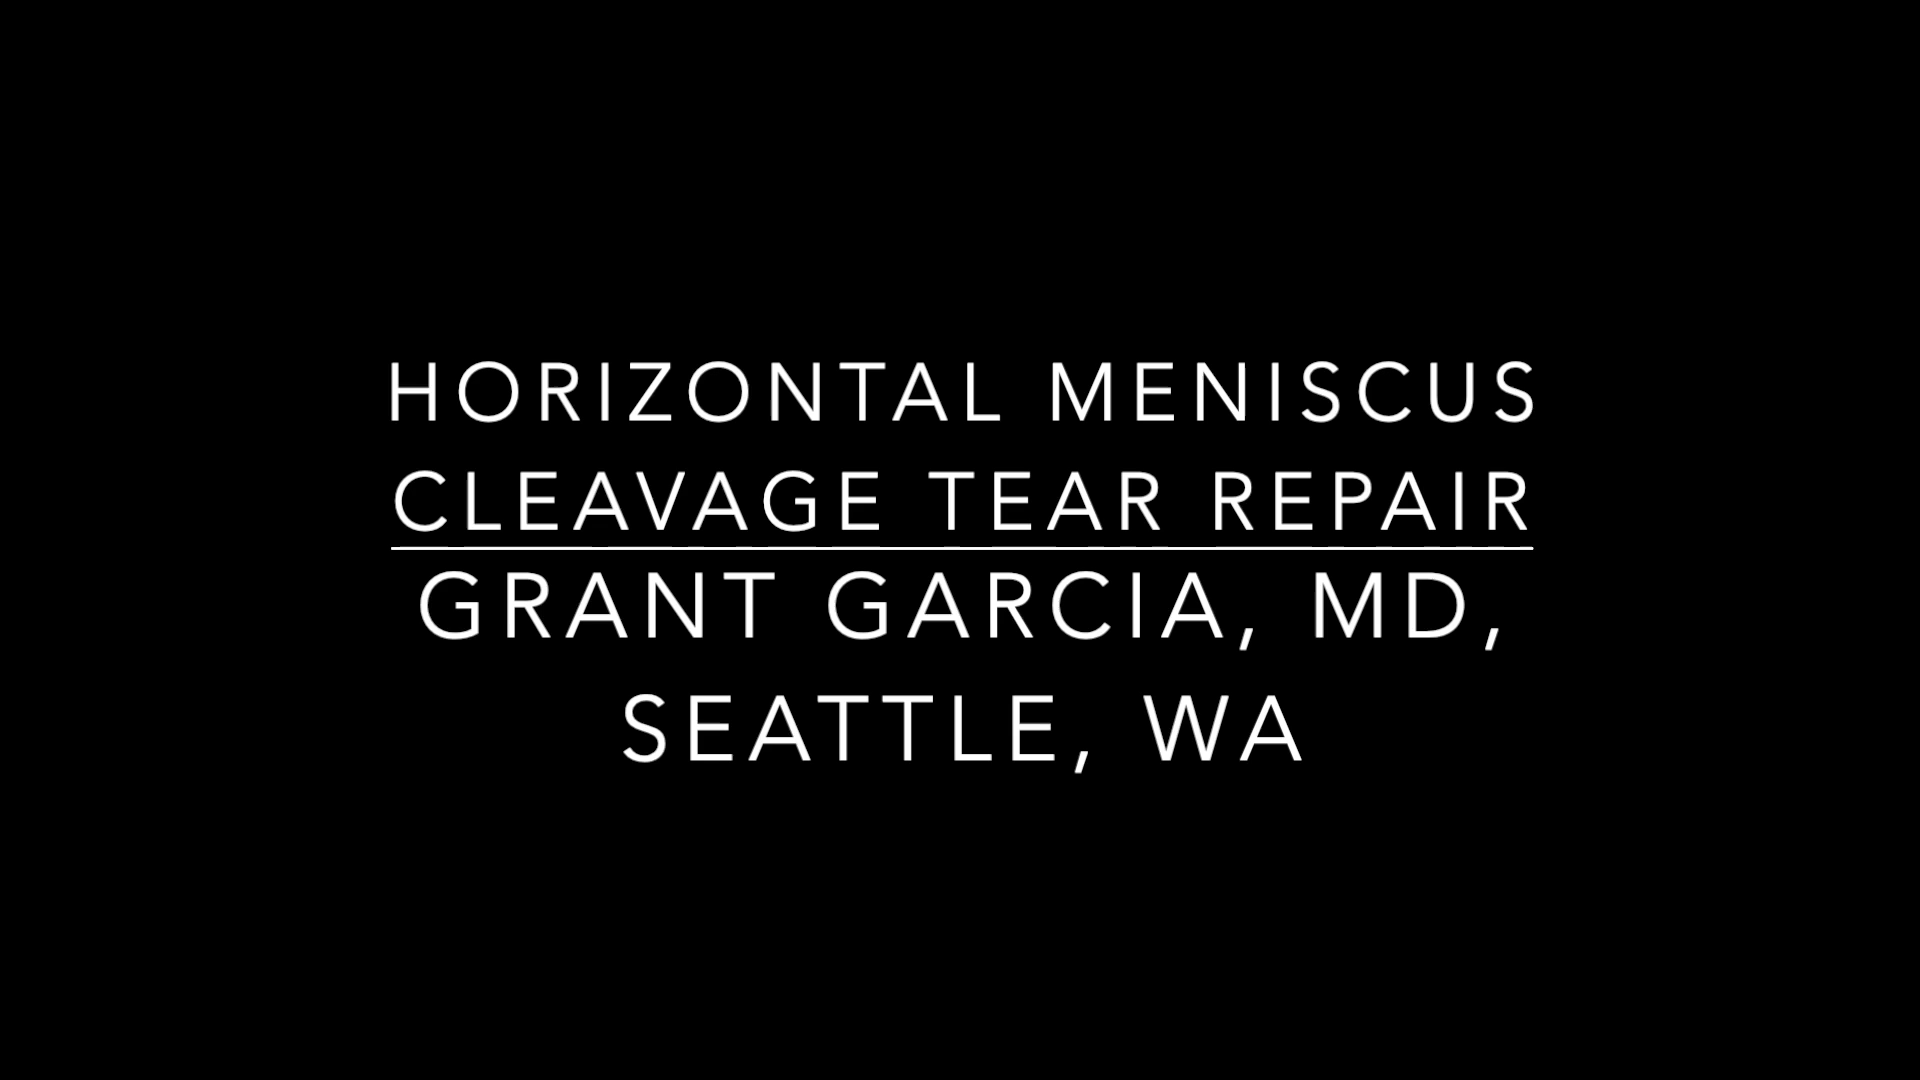 HORIZONTAL MENISCUS
CLEAVAGE TEAR REPAIR
GRANT GARCIA, MD,
SEATTLE, WA